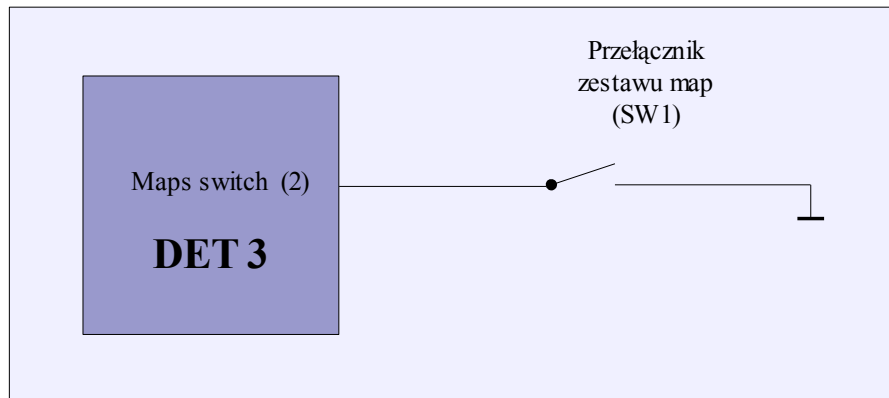 Przełącznik
zestawu map
(SW1)
Maps switch (2)
DET 3